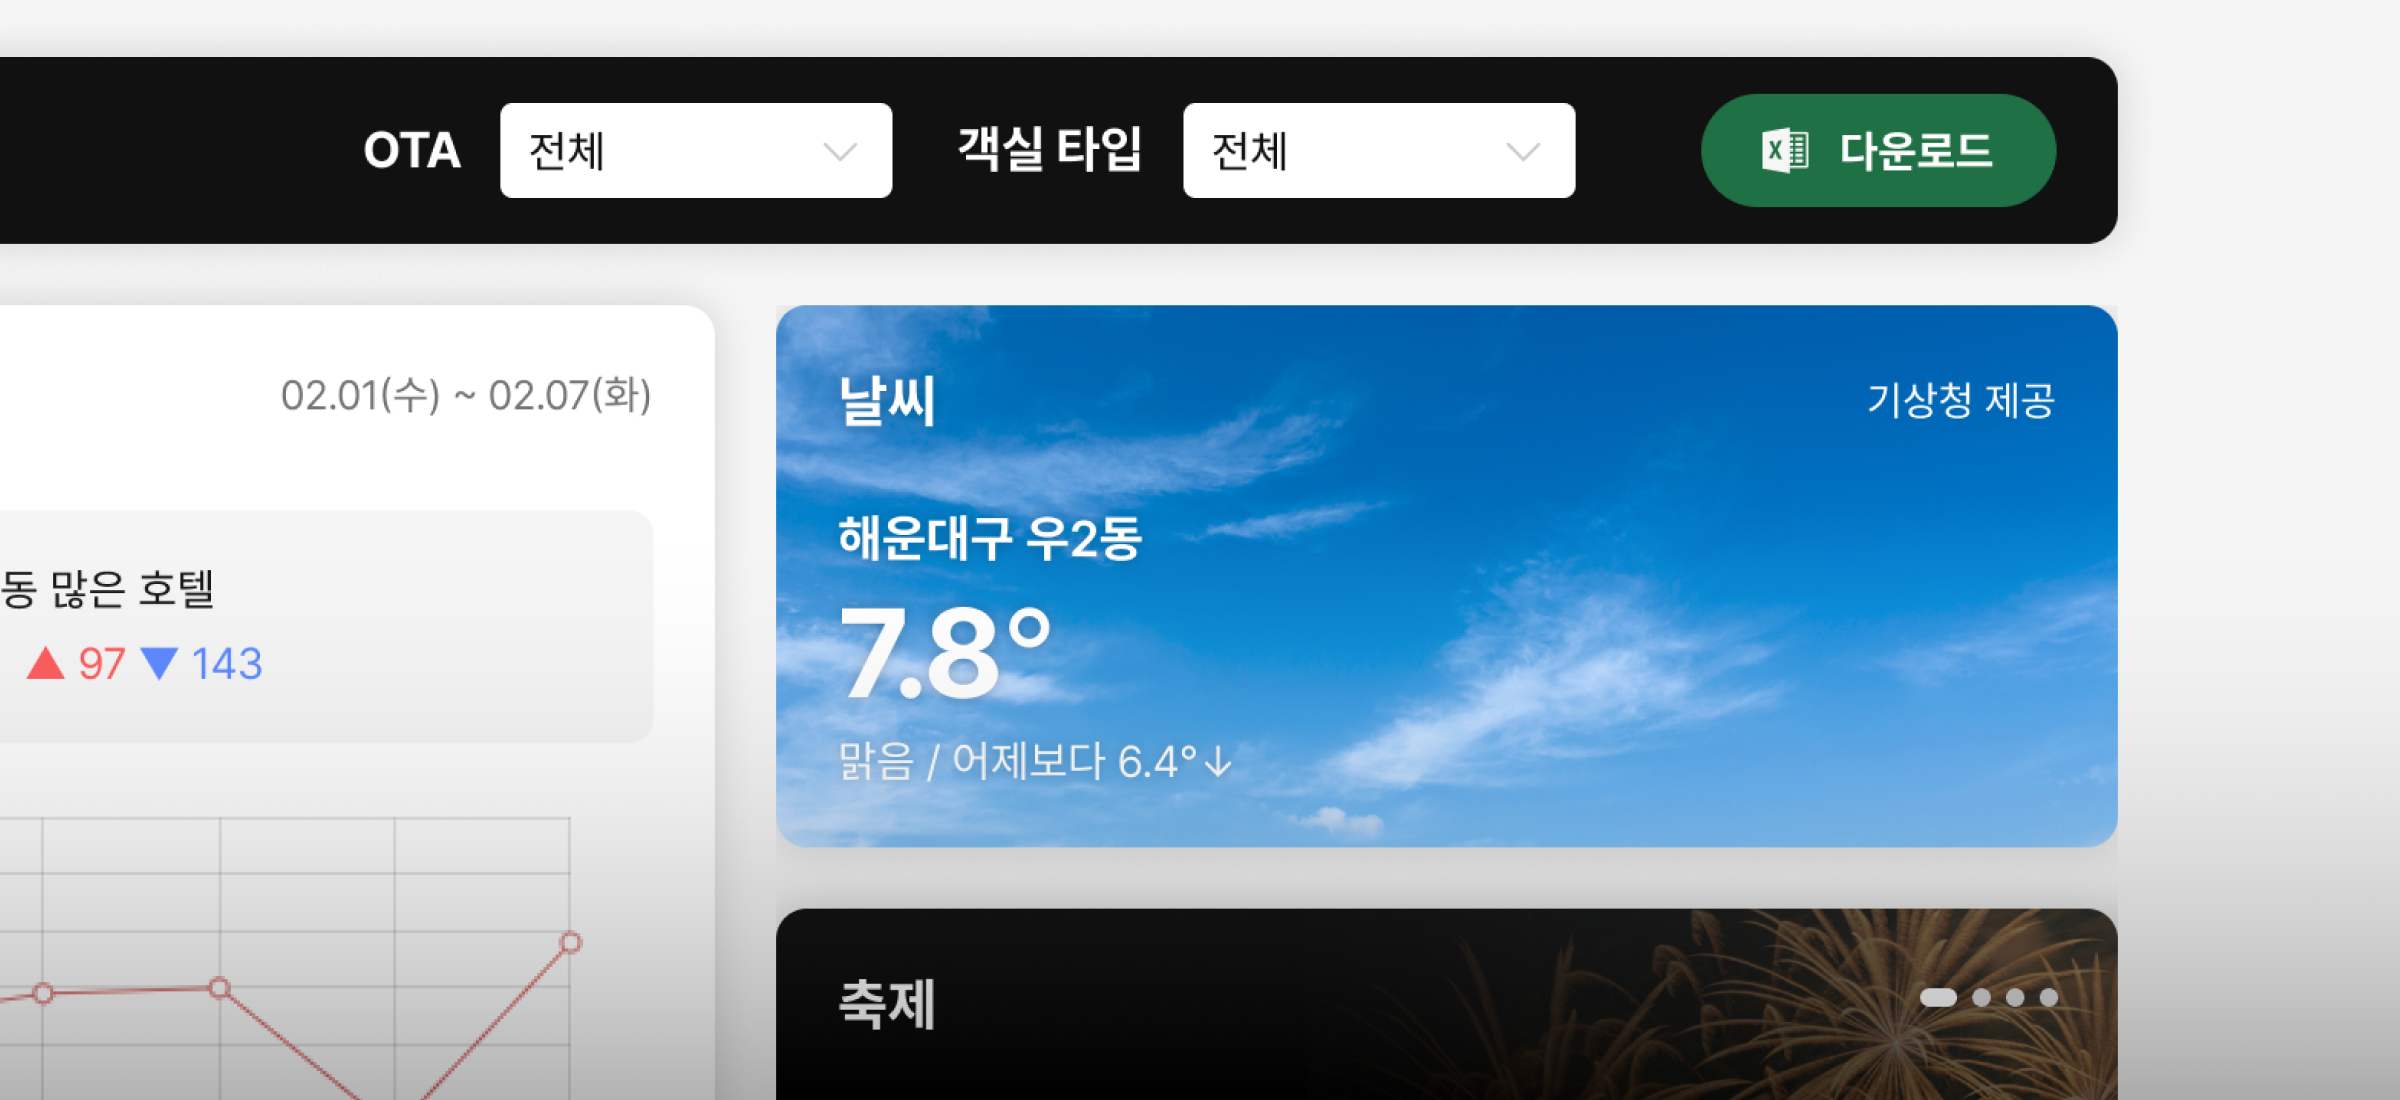 OTA 전체 객실 타입 전체 다운로드
02.01(수) ~ 02.07(화)
동 많은 호텔
▲ 97 ▼ 143
날씨
기상청 제공
해운대구 우2동
7.8°
맑음 / 어제보다 6.4°↓
축제